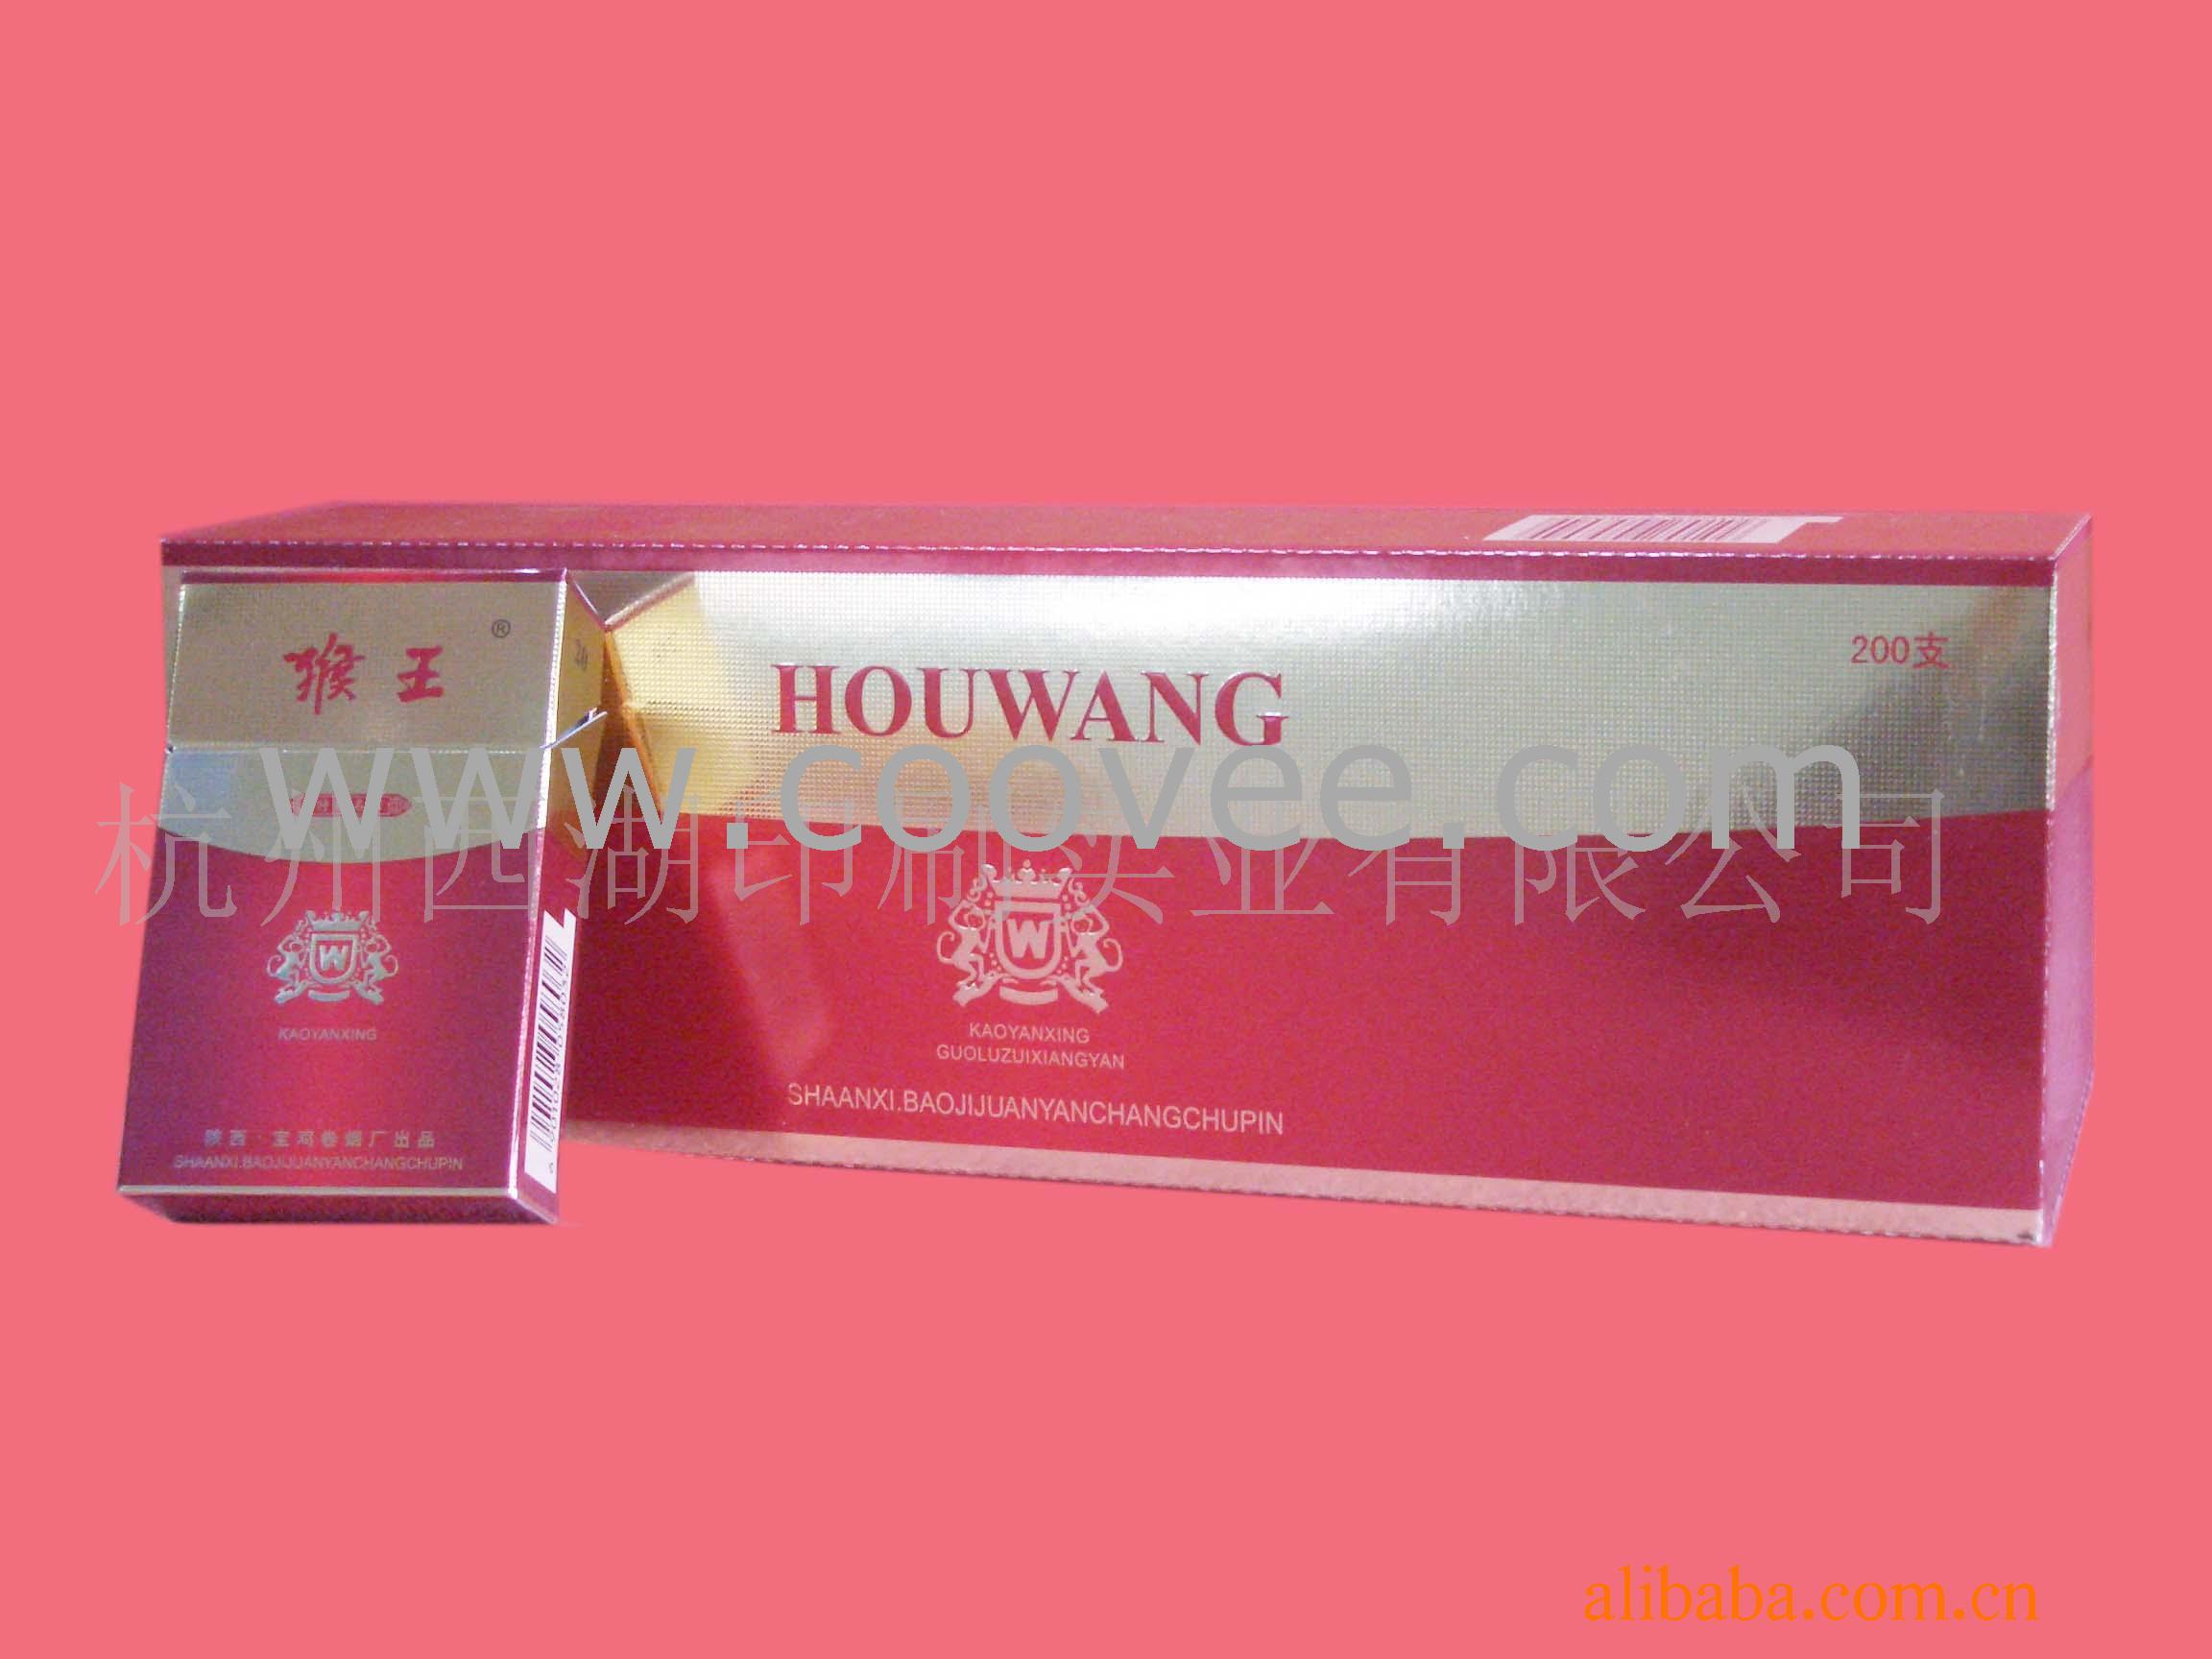 200支
猴王
®
HOUWANG
www.coovee.com
杭州西湖印刷实业有限公司
W
W
KAOYANXING
KAOYANXING
GUOLUZUIXIANGYAN
SHAANXI.BAOJIJUANYANCHANGCHUPIN
陕西·宝鸡卷烟厂出品
SHAANXI.BAOJIJUANYANCHANGCHUPIN
alibaba.com.cn